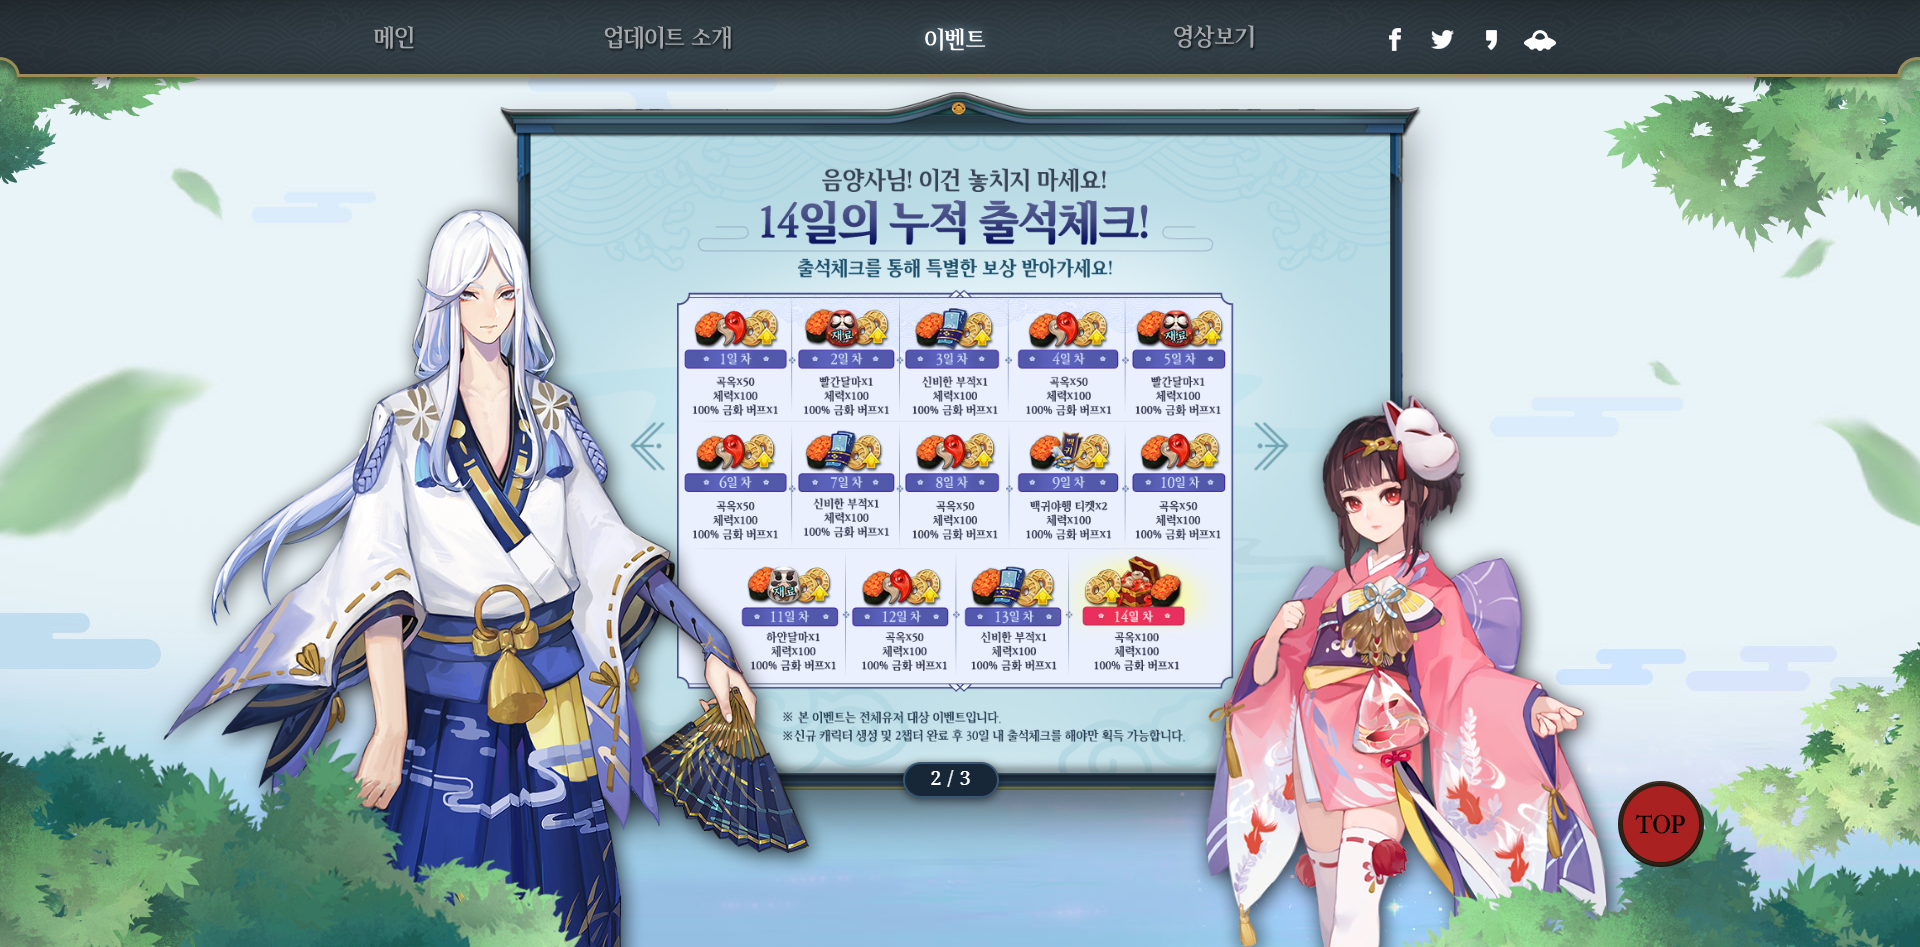 메인 업데이트 소개 이벤트 영상보기
음양사님! 이건 놓치지 마세요!
14일의 누적 출석체크!
출석체크를 통해 특별한 보상 받아가세요!
재료 재료
1일 차 2일 차 3일 차 4일 차 5일 차
곡옥X50 빨간달마X1 신비한 부적X1 곡옥X50 빨간달마X1
체력X100 체력X100 체력X100 체력X100 체력X100
100% 금화 버프X1 100% 금화 버프X1 100% 금화 버프X1 100% 금화 버프X1 100% 금화 버프X1
백귀
6일 차 7일 차 8일 차 9일 차 10일 차
곡옥X50 신비한 부적X1 곡옥X50 백귀야행 티켓X2 곡옥X50
체력X100 체력X100 체력X100 체력X100 체력X100
100% 금화 버프X1 100% 금화 버프X1 100% 금화 버프X1 100% 금화 버프X1 100% 금화 버프X1
재료
11일 차 12일 차 13일 차 14일 차
하얀달마X1 곡옥X50 신비한 부적X1 곡옥X100
체력X100 체력X100 체력X100 체력X100
100% 금화 버프X1 100% 금화 버프X1 100% 금화 버프X1 100% 금화 버프X1
※ 본 이벤트는 전체유저 대상 이벤트입니다.
※신규 캐릭터 생성 및 2챕터 완료 후 30일 내 출석체크를 해야만 획득 가능합니다.
2 / 3
TOP